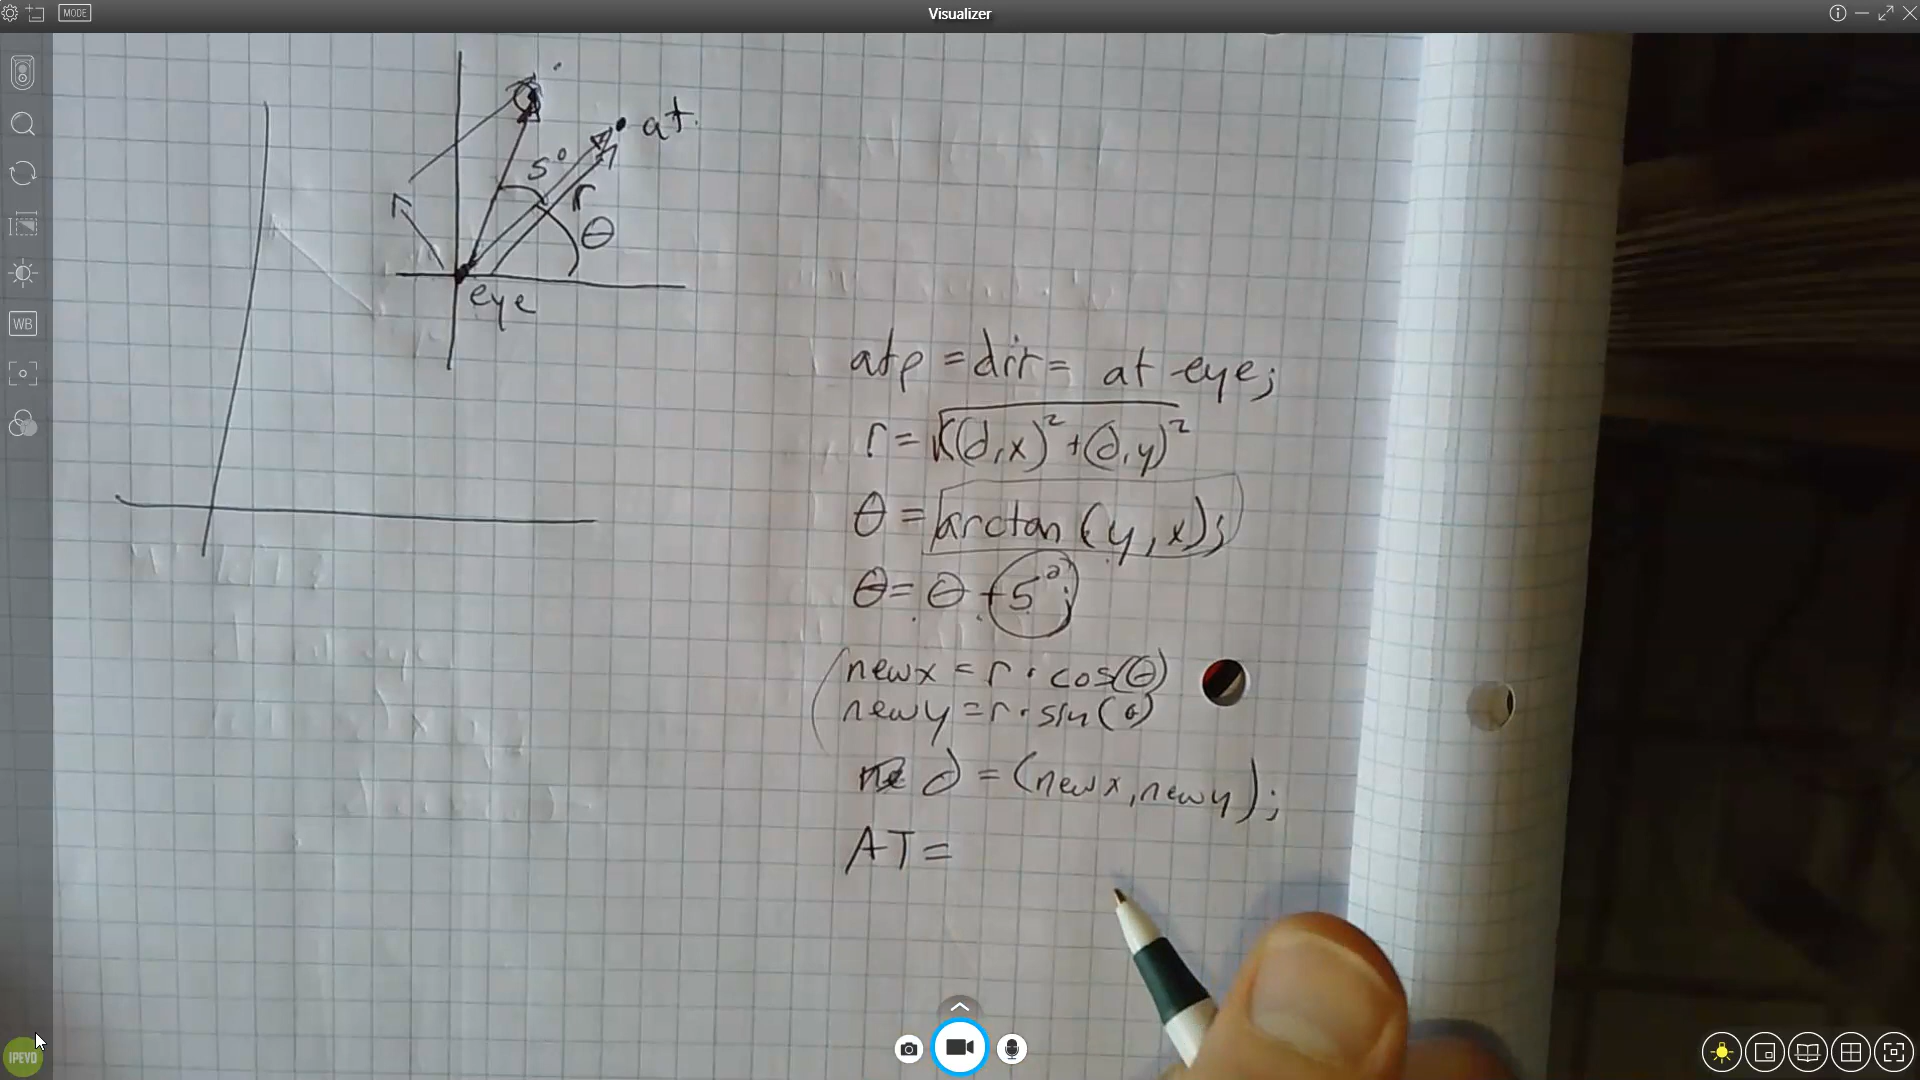 MODE
Visualizer
at.
5°
r
θ
eye
WB
atp = dir = at - eye;
r = √((d.x)² + (d.y)²
θ = arctan (y, x);
θ = θ + 5°;
newx = r · cos(θ)
newy = r · sin(θ)
d = (newx, newy);
AT =
IPEVO